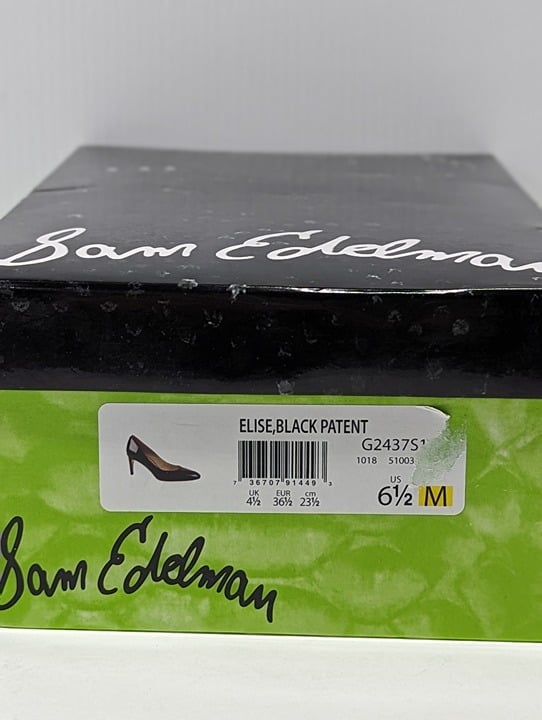 Sam Edelman
ELISE,BLACK PATENT
G2437S1
1018 51003
7 36707 91449 3
UK EUR cm
4½ 36½ 23½
US
6½ M
Sam Edelman